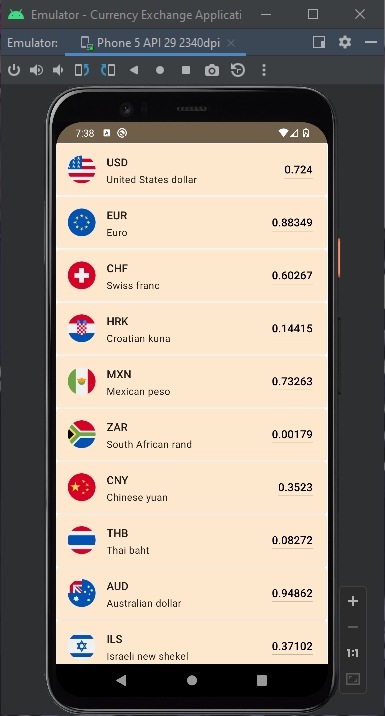 Emulator - Currency Exchange Applicati
Emulator: Phone 5 API 29 2340dpi
7:38
USD
United States dollar
0.724
EUR
Euro
0.88349
CHF
Swiss franc
0.60267
HRK
Croatian kuna
0.14415
MXN
Mexican peso
0.73263
ZAR
South African rand
0.00179
CNY
Chinese yuan
0.3523
THB
Thai baht
0.08272
AUD
Australian dollar
0.94862
ILS
Israeli new shekel
0.37102
1:1